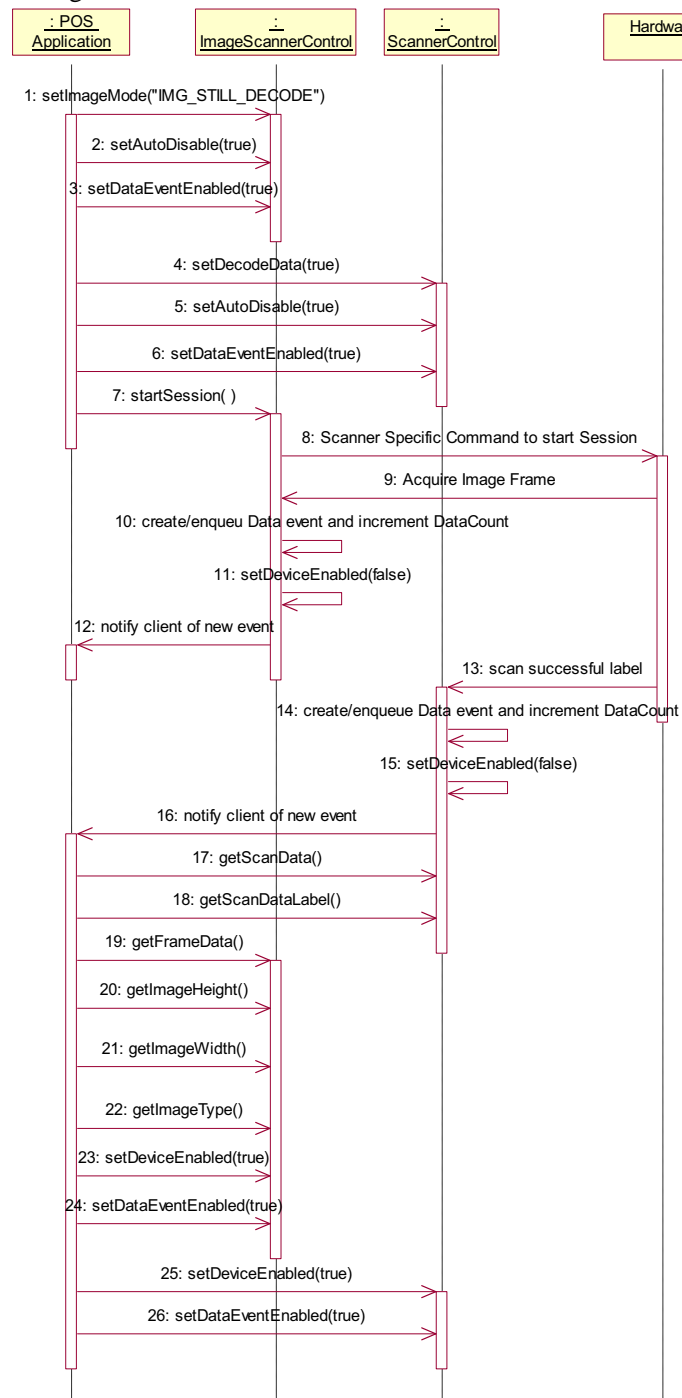 : POS
Application
:
ImageScannerControl
:
ScannerControl
Hardwa
1: setImageMode("IMG_STILL_DECODE")
2: setAutoDisable(true)
3: setDataEventEnabled(true)
4: setDecodeData(true)
5: setAutoDisable(true)
6: setDataEventEnabled(true)
7: startSession( )
8: Scanner Specific Command to start Session
9: Acquire Image Frame
10: create/enqueu Data event and increment DataCount
11: setDeviceEnabled(false)
12: notify client of new event
13: scan successful label
14: create/enqueue Data event and increment DataCount
15: setDeviceEnabled(false)
16: notify client of new event
17: getScanData()
18: getScanDataLabel()
19: getFrameData()
20: getImageHeight()
21: getImageWidth()
22: getImageType()
23: setDeviceEnabled(true)
24: setDataEventEnabled(true)
25: setDeviceEnabled(true)
26: setDataEventEnabled(true)